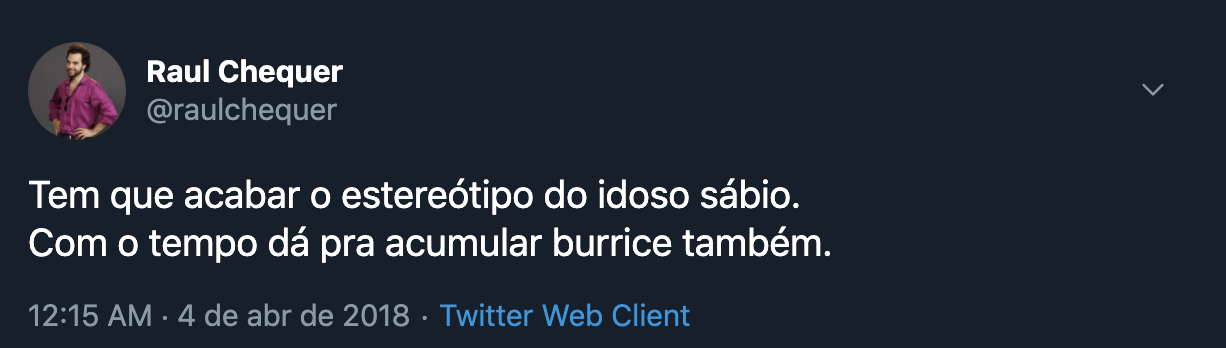 Raul Chequer
@raulchequer
Tem que acabar o estereótipo do idoso sábio.
Com o tempo dá pra acumular burrice também.
12:15 AM · 4 de abr de 2018 · Twitter Web Client